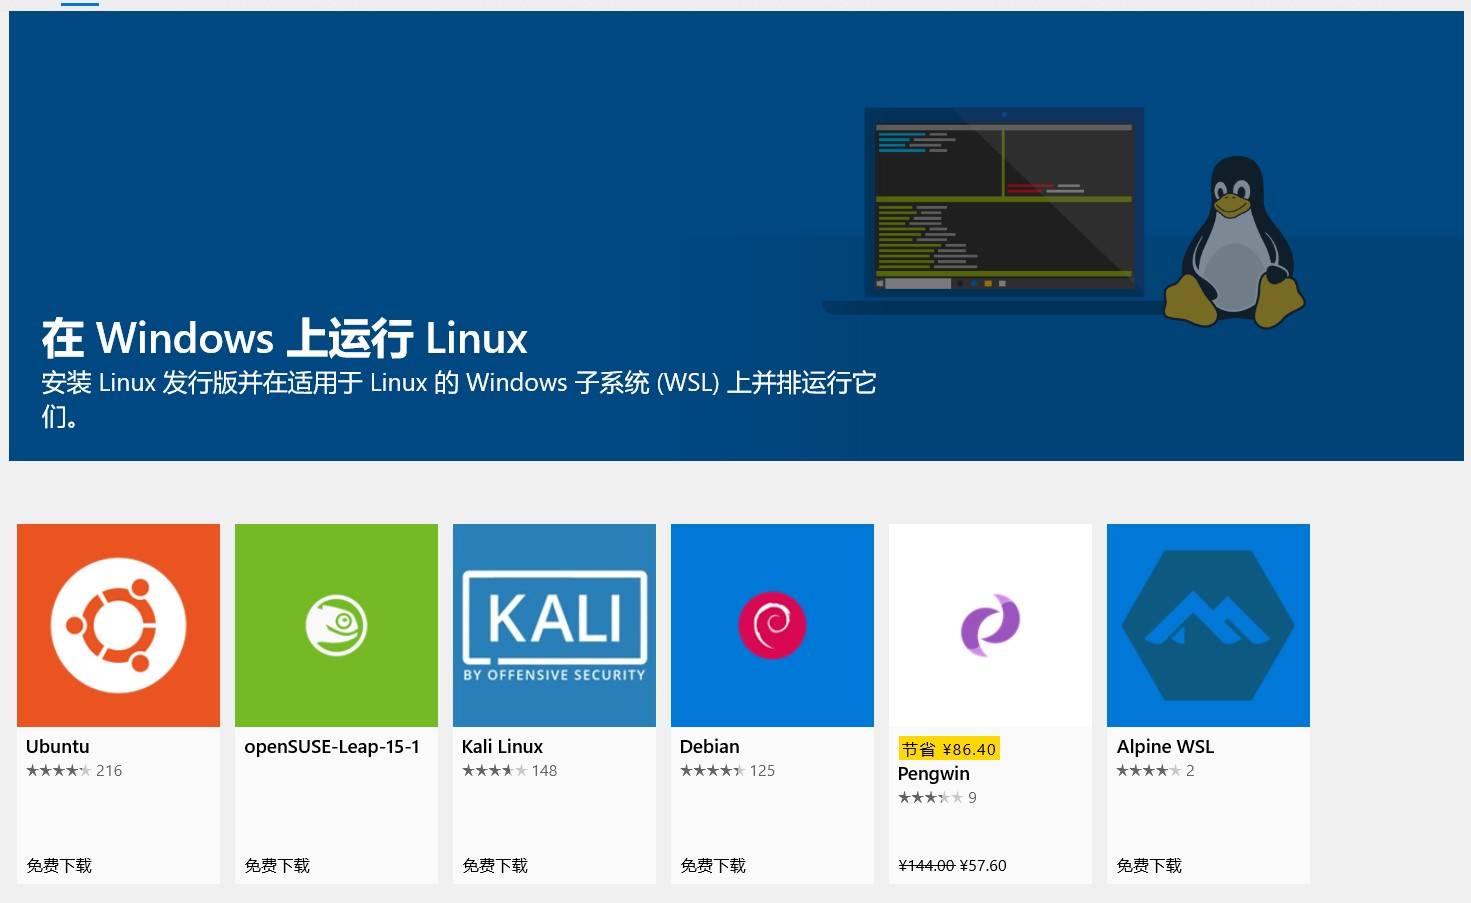 在 Windows 上运行 Linux
安装 Linux 发行版并在适用于 Linux 的 Windows 子系统 (WSL) 上并排运行它
们。
KALI
BY OFFENSIVE SECURITY
Ubuntu
216
免费下载
openSUSE-Leap-15-1
免费下载
Kali Linux
148
免费下载
Debian
125
免费下载
节省 ¥86.40
Pengwin
9
¥144.00 ¥57.60
Alpine WSL
2
免费下载